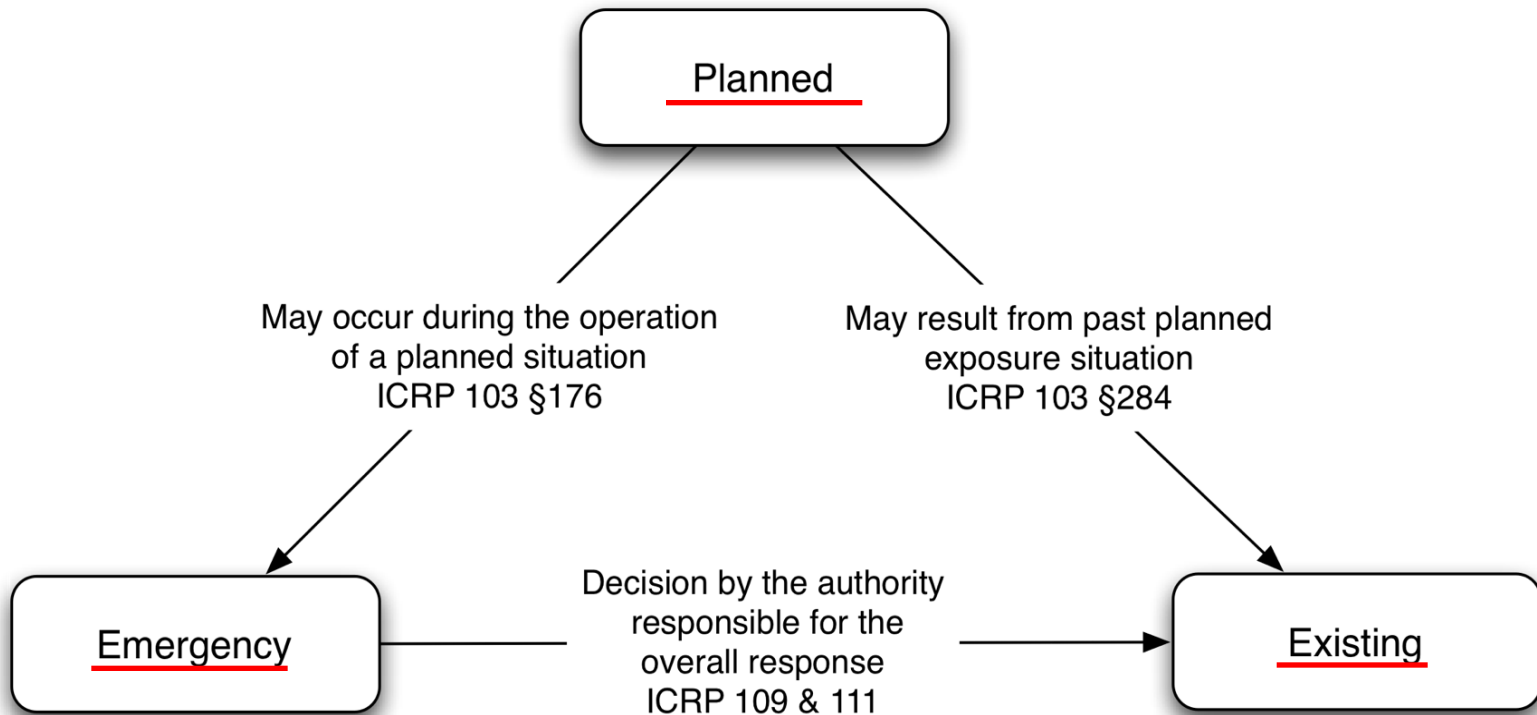 Planned
May occur during the operation
of a planned situation
ICRP 103 §176
May result from past planned
exposure situation
ICRP 103 §284
Emergency
Decision by the authority
responsible for the
overall response
ICRP 109 & 111
Existing